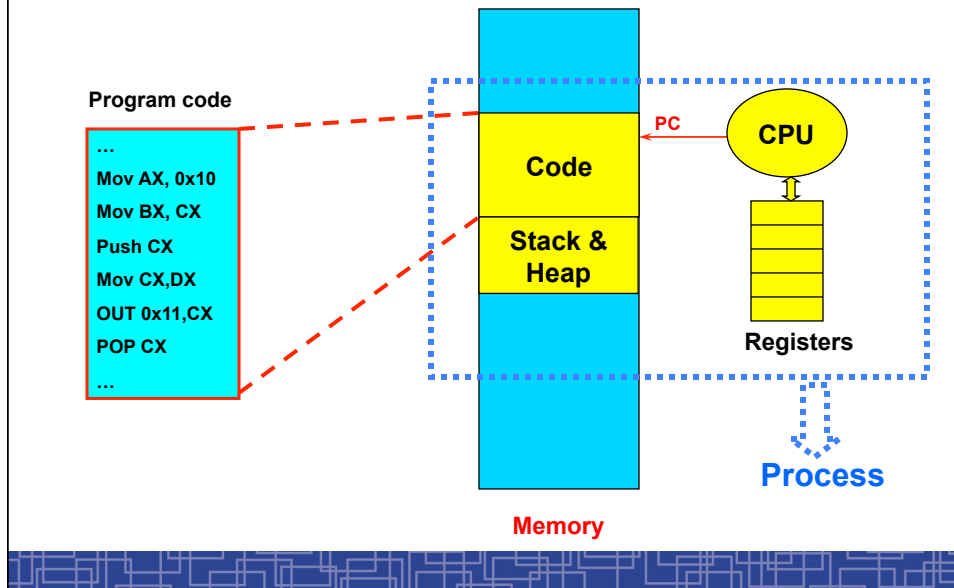 Program code
...
Mov AX, 0x10
Mov BX, CX
Push CX
Mov CX,DX
OUT 0x11,CX
POP CX
...
Code
Stack &
Heap
Memory
PC
CPU
Registers
Process